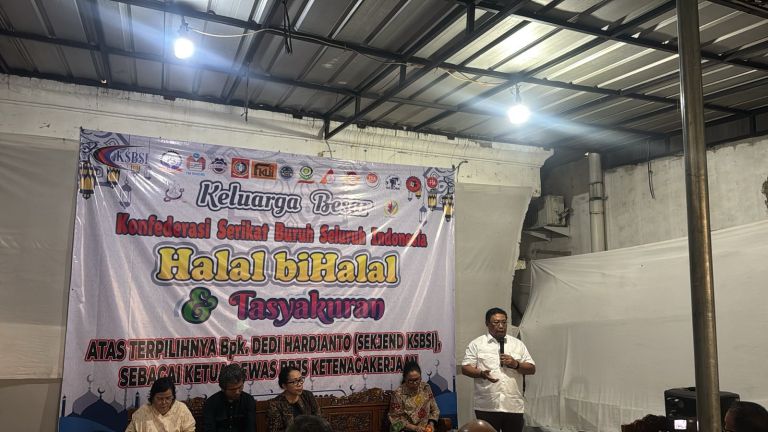 KSBSI
Keluarga Besar
Konfederasi Serikat Buruh Seluruh Indonesia
Halal biHalal
& Tasyakuran
ATAS TERPILIHNYA Bpk. DEDI HARDIANTO (SEKJEND KSBSI),
SEBAGAI KETUA DEWAS BPJS KETENAGAKERJAAN